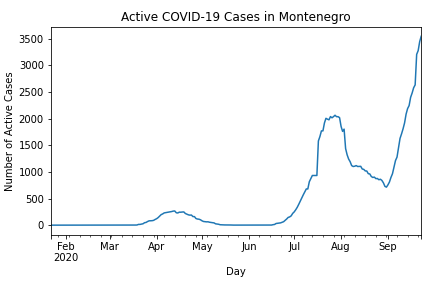 Active COVID-19 Cases in Montenegro
Number of Active Cases
3500
3000
2500
2000
1500
1000
500
0
Feb Mar Apr May Jun Jul Aug Sep
2020
Day